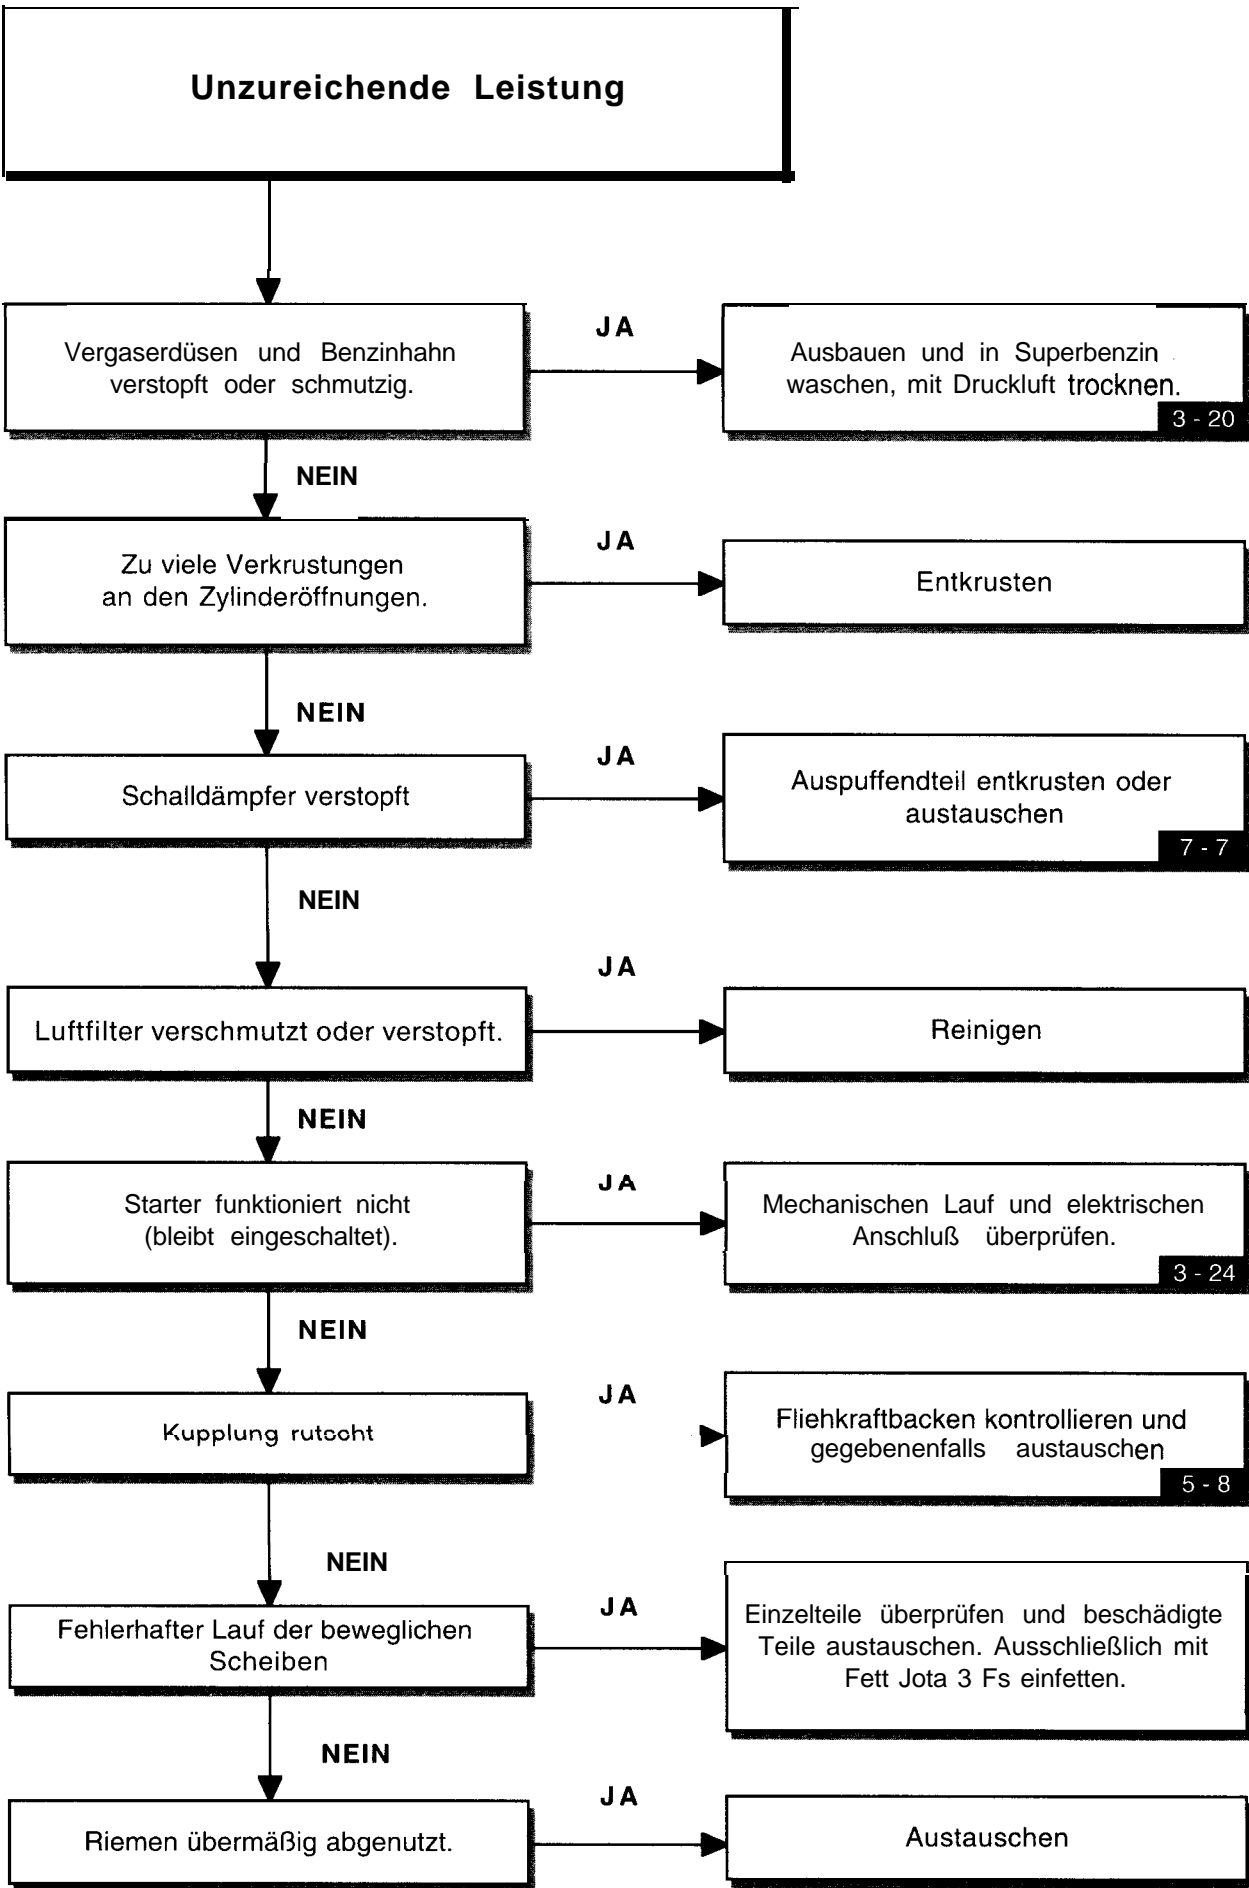 Unzureichende Leistung
Vergaserdüsen und Benzinhahn
verstopft oder schmutzig.
JA
Ausbauen und in Superbenzin
waschen, mit Druckluft trocknen.
3 - 20
NEIN
Zu viele Verkrustungen
an den Zylinderöffnungen.
JA
Entkrusten
NEIN
Schalldämpfer verstopft
JA
Auspuffendteil entkrusten oder
austauschen
7 - 7
NEIN
Luftfilter verschmutzt oder verstopft.
JA
Reinigen
NEIN
Starter funktioniert nicht
(bleibt eingeschaltet).
JA
Mechanischen Lauf und elektrischen
Anschluß überprüfen.
3 - 24
NEIN
Kupplung rutscht
JA
Fliehkraftbacken kontrollieren und
gegebenenfalls austauschen
5 - 8
NEIN
Fehlerhafter Lauf der beweglichen
Scheiben
JA
Einzelteile überprüfen und beschädigte
Teile austauschen. Ausschließlich mit
Fett Jota 3 Fs einfetten.
NEIN
Riemen übermäßig abgenutzt.
JA
Austauschen